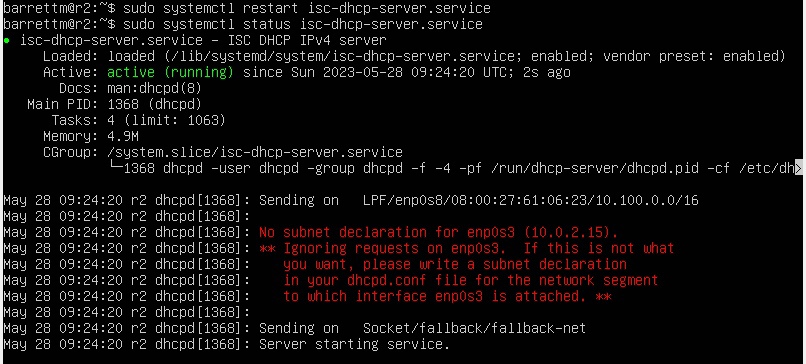 barrettm@r2:~$ sudo systemctl restart isc-dhcp-server.service
barrettm@r2:~$ sudo systemctl status isc-dhcp-server.service
● isc-dhcp-server.service - ISC DHCP IPv4 server
Loaded: loaded (/lib/systemd/system/isc-dhcp-server.service; enabled; vendor preset: enabled)
Active: active (running) since Sun 2023-05-28 09:24:20 UTC; 2s ago
Docs: man:dhcpd(8)
Main PID: 1368 (dhcpd)
Tasks: 4 (limit: 1063)
Memory: 4.9M
CGroup: /system.slice/isc-dhcp-server.service
└─1368 dhcpd -user dhcpd -group dhcpd -f -4 -pf /run/dhcp-server/dhcpd.pid -cf /etc/dh>
May 28 09:24:20 r2 dhcpd[1368]: Sending on   LPF/enp0s8/08:00:27:61:06:23/10.100.0.0/16
May 28 09:24:20 r2 dhcpd[1368]:
May 28 09:24:20 r2 dhcpd[1368]: No subnet declaration for enp0s3 (10.0.2.15).
May 28 09:24:20 r2 dhcpd[1368]: ** Ignoring requests on enp0s3.  If this is not what
May 28 09:24:20 r2 dhcpd[1368]:    you want, please write a subnet declaration
May 28 09:24:20 r2 dhcpd[1368]:    in your dhcpd.conf file for the network segment
May 28 09:24:20 r2 dhcpd[1368]:    to which interface enp0s3 is attached. **
May 28 09:24:20 r2 dhcpd[1368]:
May 28 09:24:20 r2 dhcpd[1368]: Sending on   Socket/fallback/fallback-net
May 28 09:24:20 r2 dhcpd[1368]: Server starting service.